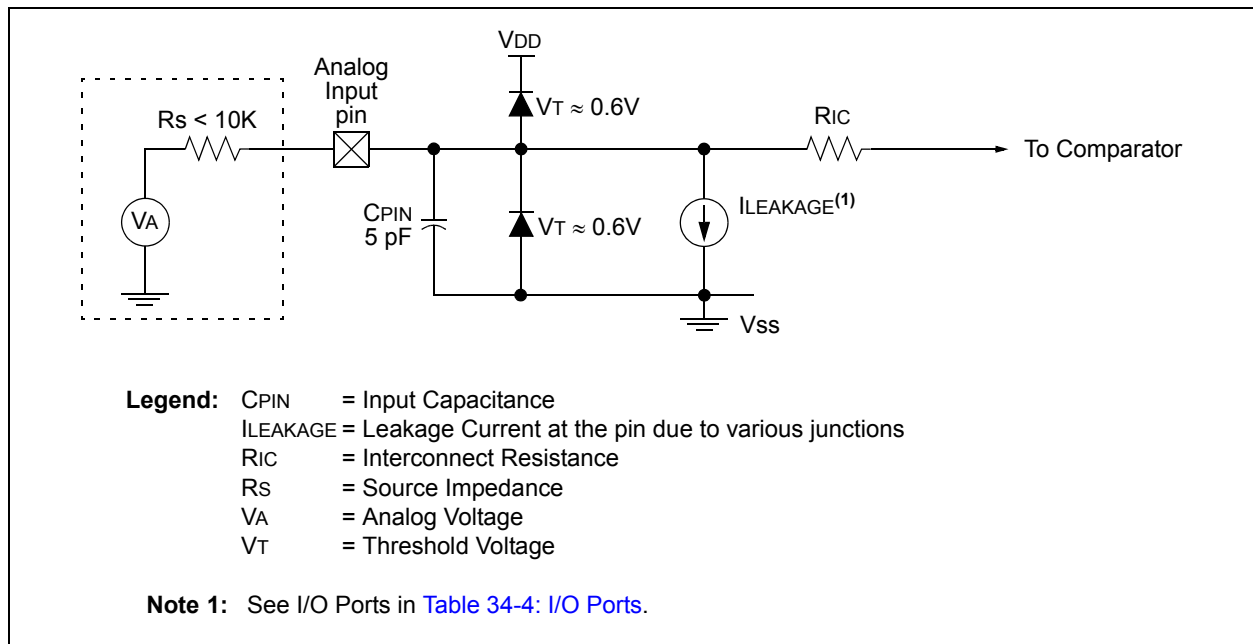 VDD
Analog
Input
pin
Rs < 10K
VT ≈ 0.6V
RIC
To Comparator
VA
CPIN
5 pF
VT ≈ 0.6V
ILEAKAGE(1)
Vss
Legend: CPIN = Input Capacitance
ILEAKAGE = Leakage Current at the pin due to various junctions
RIC = Interconnect Resistance
RS = Source Impedance
VA = Analog Voltage
VT = Threshold Voltage
Note 1: See I/O Ports in Table 34-4: I/O Ports.